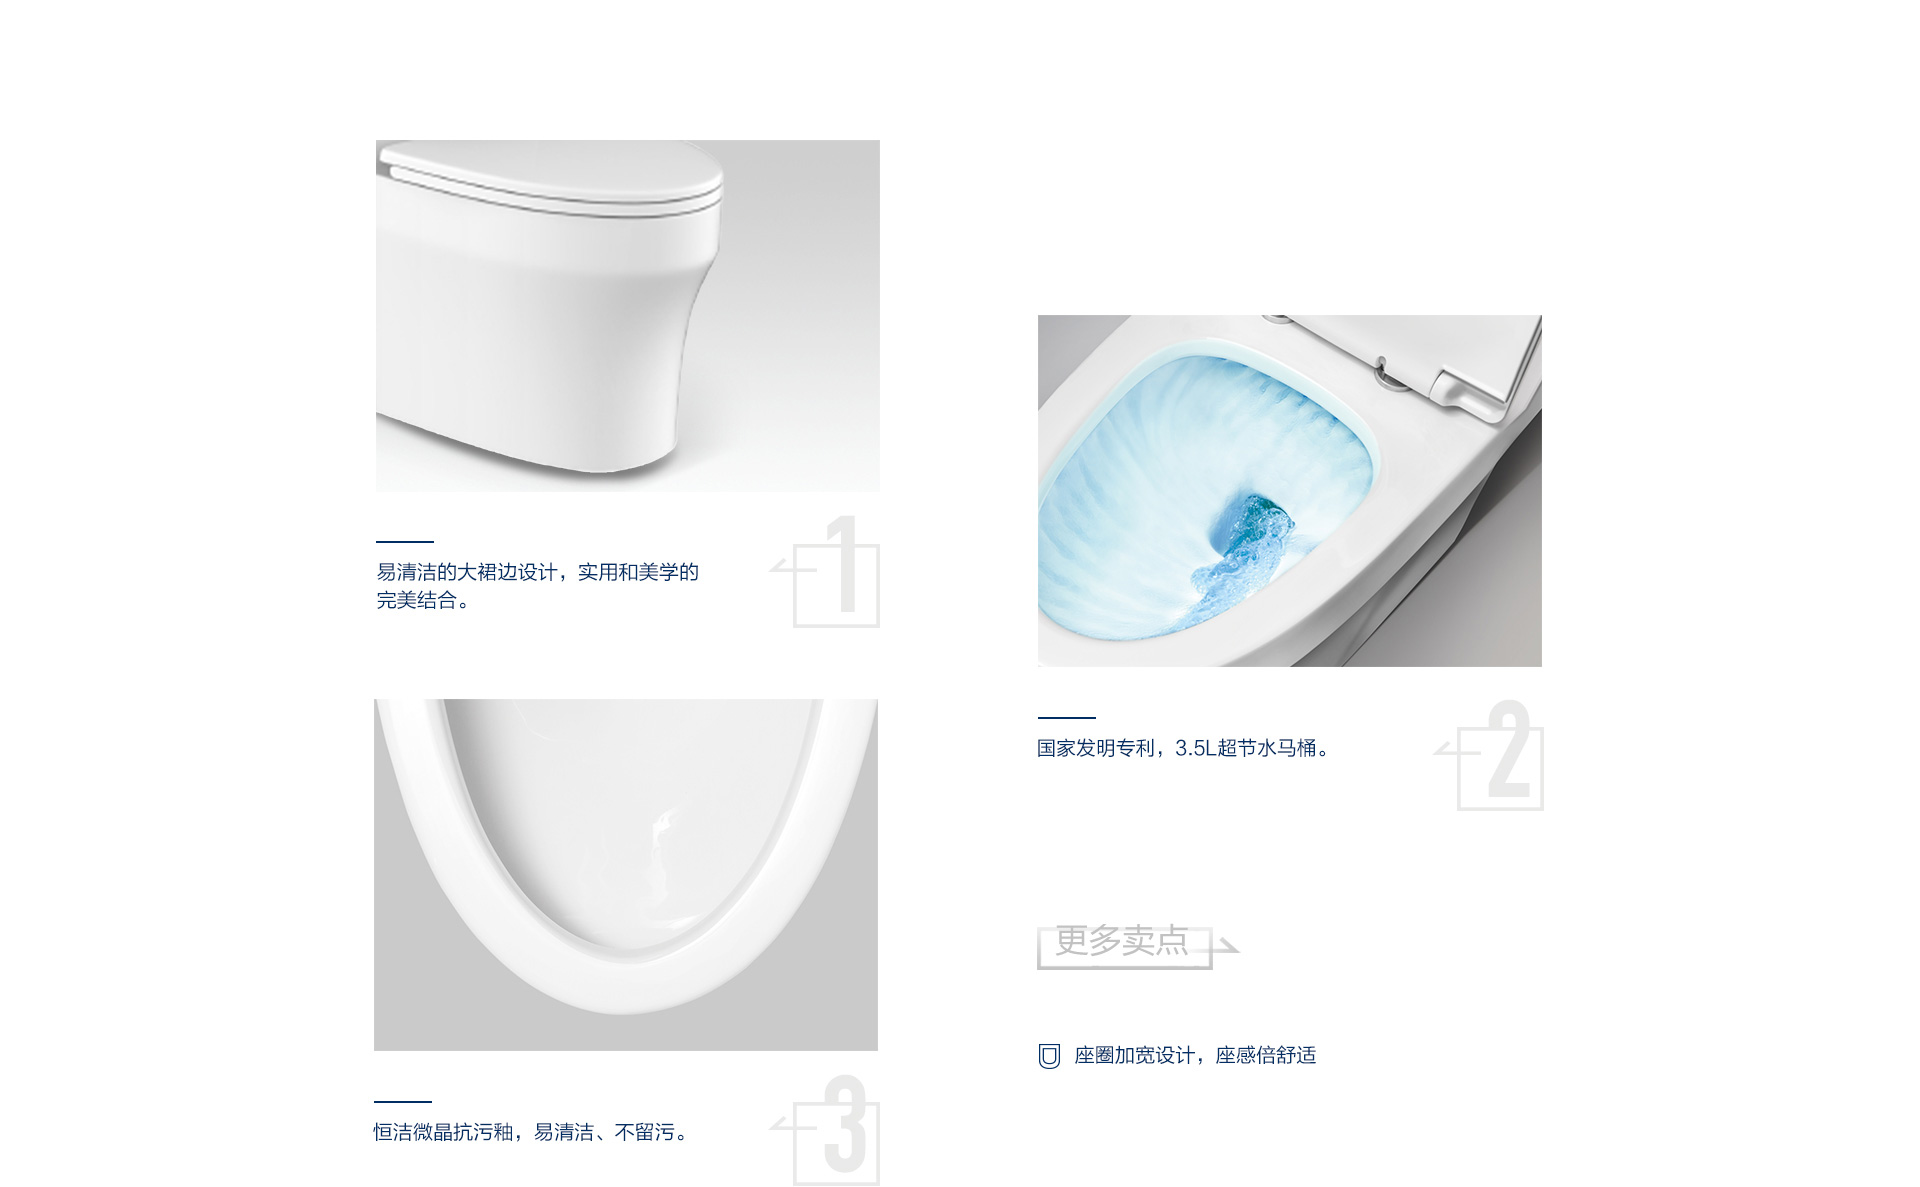 易清洁的大裙边设计，实用和美学的
完美结合。
1
国家发明专利，3.5L超节水马桶。
2
恒洁微晶抗污釉，易清洁、不留污。
3
更多卖点
座圈加宽设计，座感倍舒适